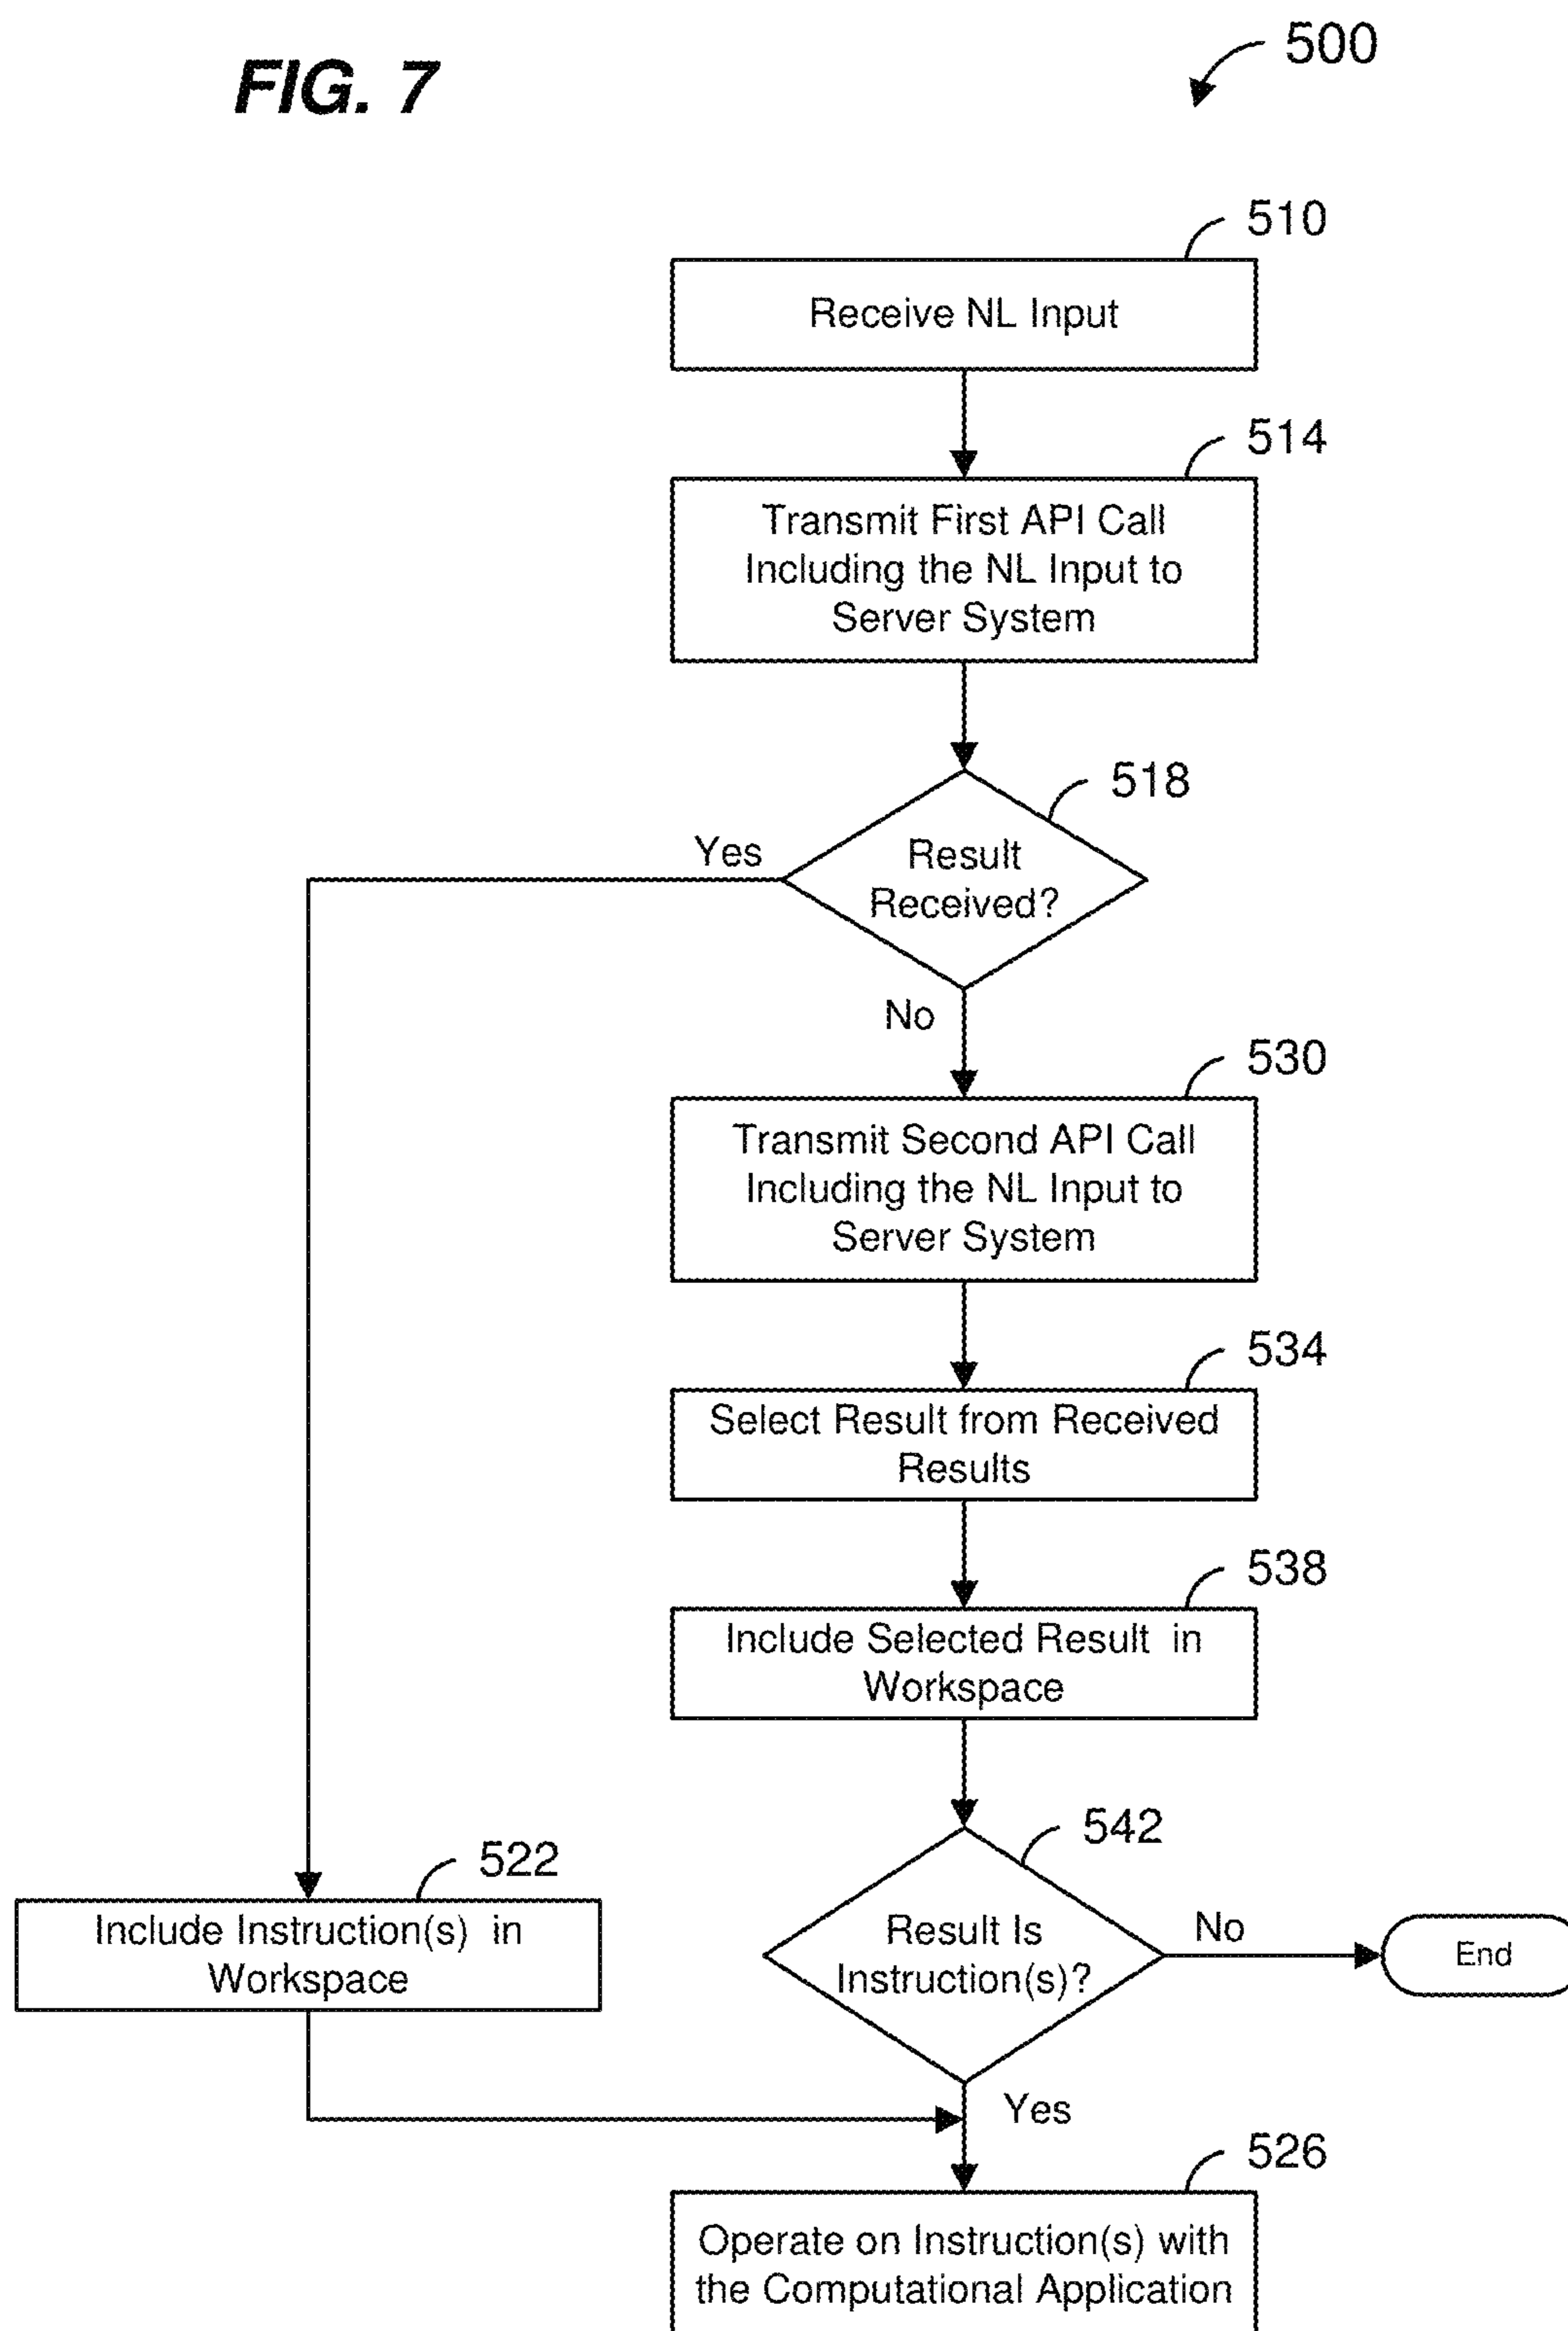 FIG. 7
500
510
Receive NL Input
514
Transmit First API Call
Including the NL Input to
Server System
518
Yes
Result
Received?
No
530
Transmit Second API Call
Including the NL Input to
Server System
534
Select Result from Received
Results
538
Include Selected Result in
Workspace
542
522
Include Instruction(s) in
Workspace
Result Is
Instruction(s)?
No
End
Yes
526
Operate on Instruction(s) with
the Computational Application